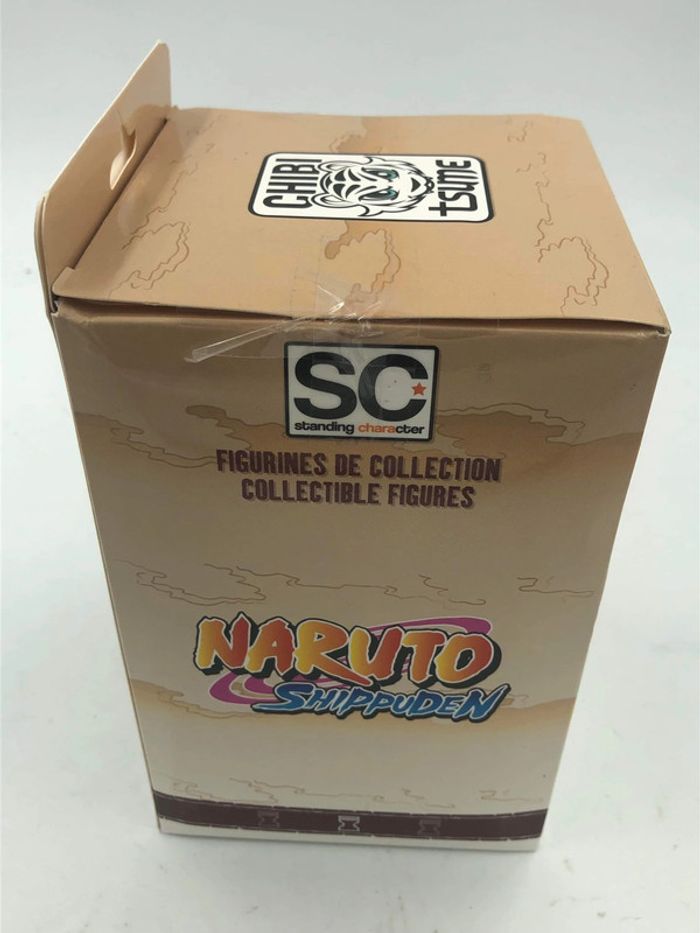 CHIBI
tsume
SC
standing character
FIGURINES DE COLLECTION
COLLECTIBLE FIGURES
NARUTO
SHIPPUDEN